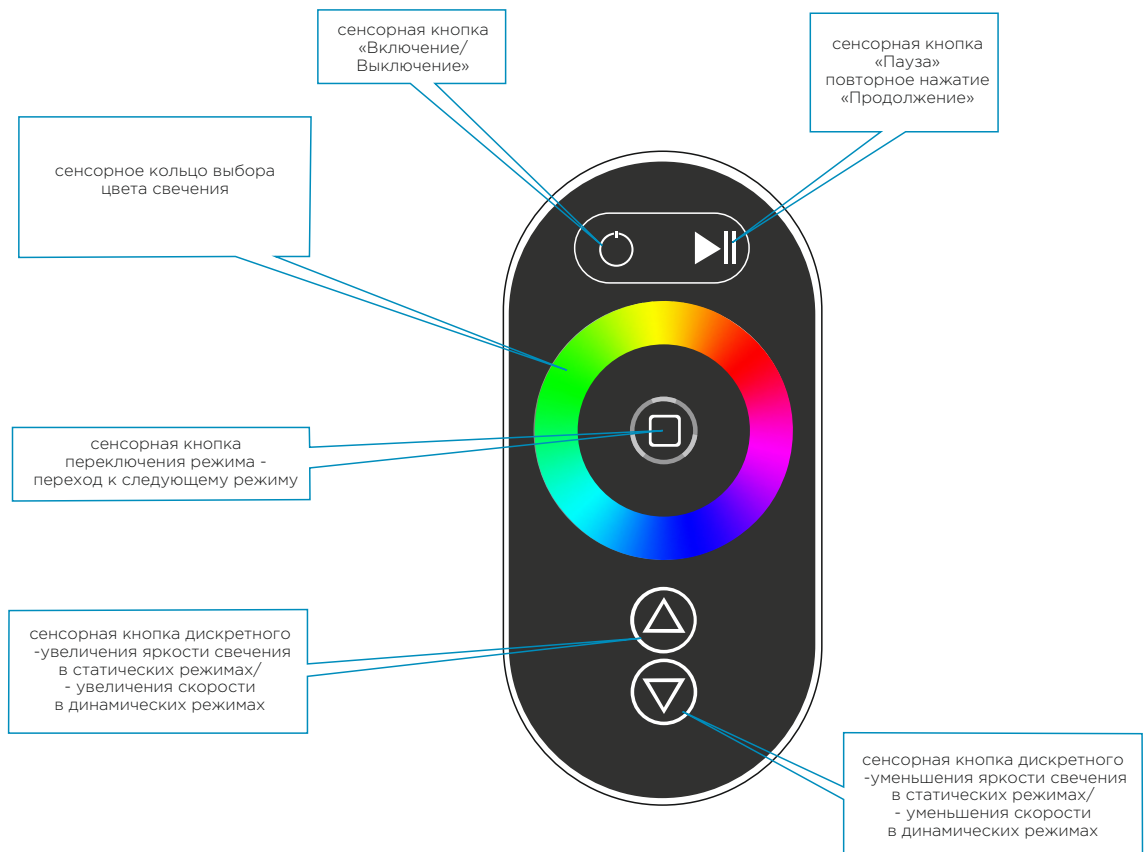 сенсорная кнопка
«Включение/
Выключение»
сенсорная кнопка
«Пауза»
повторное нажатие
«Продолжение»
сенсорное кольцо выбора
цвета свечения
сенсорная кнопка
переключения режима -
переход к следующему режиму
сенсорная кнопка дискретного
-увеличения яркости свечения
в статических режимах/
- увеличения скорости
в динамических режимах
сенсорная кнопка дискретного
-уменьшения яркости свечения
в статических режимах/
- уменьшения скорости
в динамических режимах